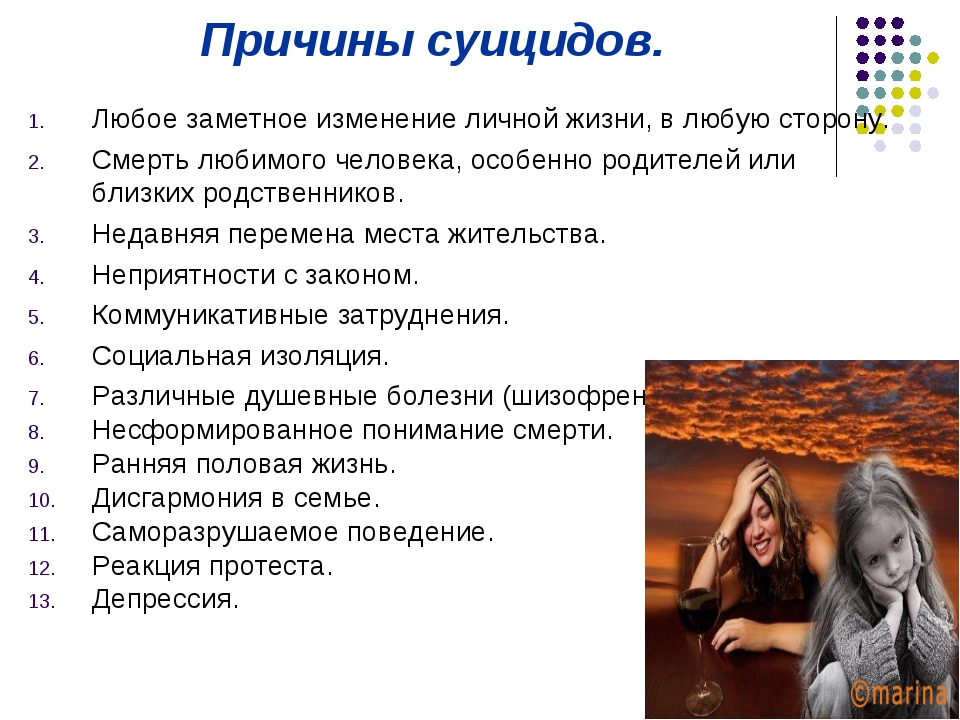 Причины суицидов.
1. Любое заметное изменение личной жизни, в любую сторону.
2. Смерть любимого человека, особенно родителей или
близких родственников.
3. Недавняя перемена места жительства.
4. Неприятности с законом.
5. Коммуникативные затруднения.
6. Социальная изоляция.
7. Различные душевные болезни (шизофрен
8. Несформированное понимание смерти.
9. Ранняя половая жизнь.
10. Дисгармония в семье.
11. Саморазрушаемое поведение.
12. Реакция протеста.
13. Депрессия.
©marina